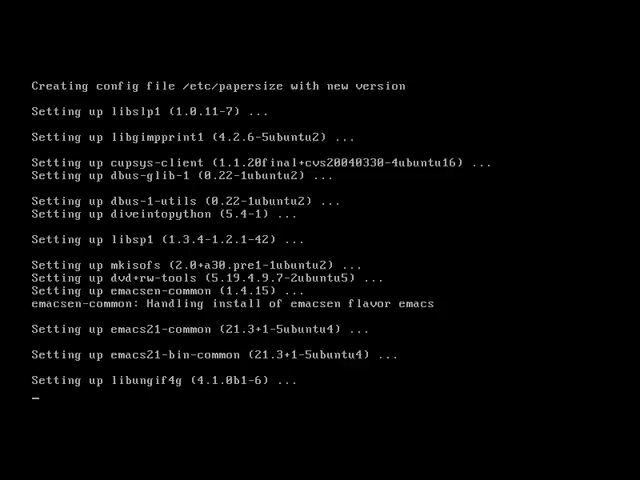 Creating config file /etc/papersize with new version
Setting up libslp1 (1.0.11-7) ...
Setting up libgimpprint1 (4.2.6-5ubuntu2) ...
Setting up cupsys-client (1.1.20final+cvs20040330-4ubuntu16) ...
Setting up dbus-glib-1 (0.22-1ubuntu2) ...
Setting up dbus-1-utils (0.22-1ubuntu2) ...
Setting up diveintopython (5.4-1) ...
Setting up libsp1 (1.3.4-1.2.1-42) ...
Setting up mkisofs (2.0+a30.pre1-1ubuntu2) ...
Setting up dvd+rw-tools (5.19.4.9.7-2ubuntu5) ...
Setting up emacsen-common (1.4.15) ...
emacsen-common: Handling install of emacsen flavor emacs
Setting up emacs21-common (21.3+1-5ubuntu4) ...
Setting up emacs21-bin-common (21.3+1-5ubuntu4) ...
Setting up libungif4g (4.1.0b1-6) ...